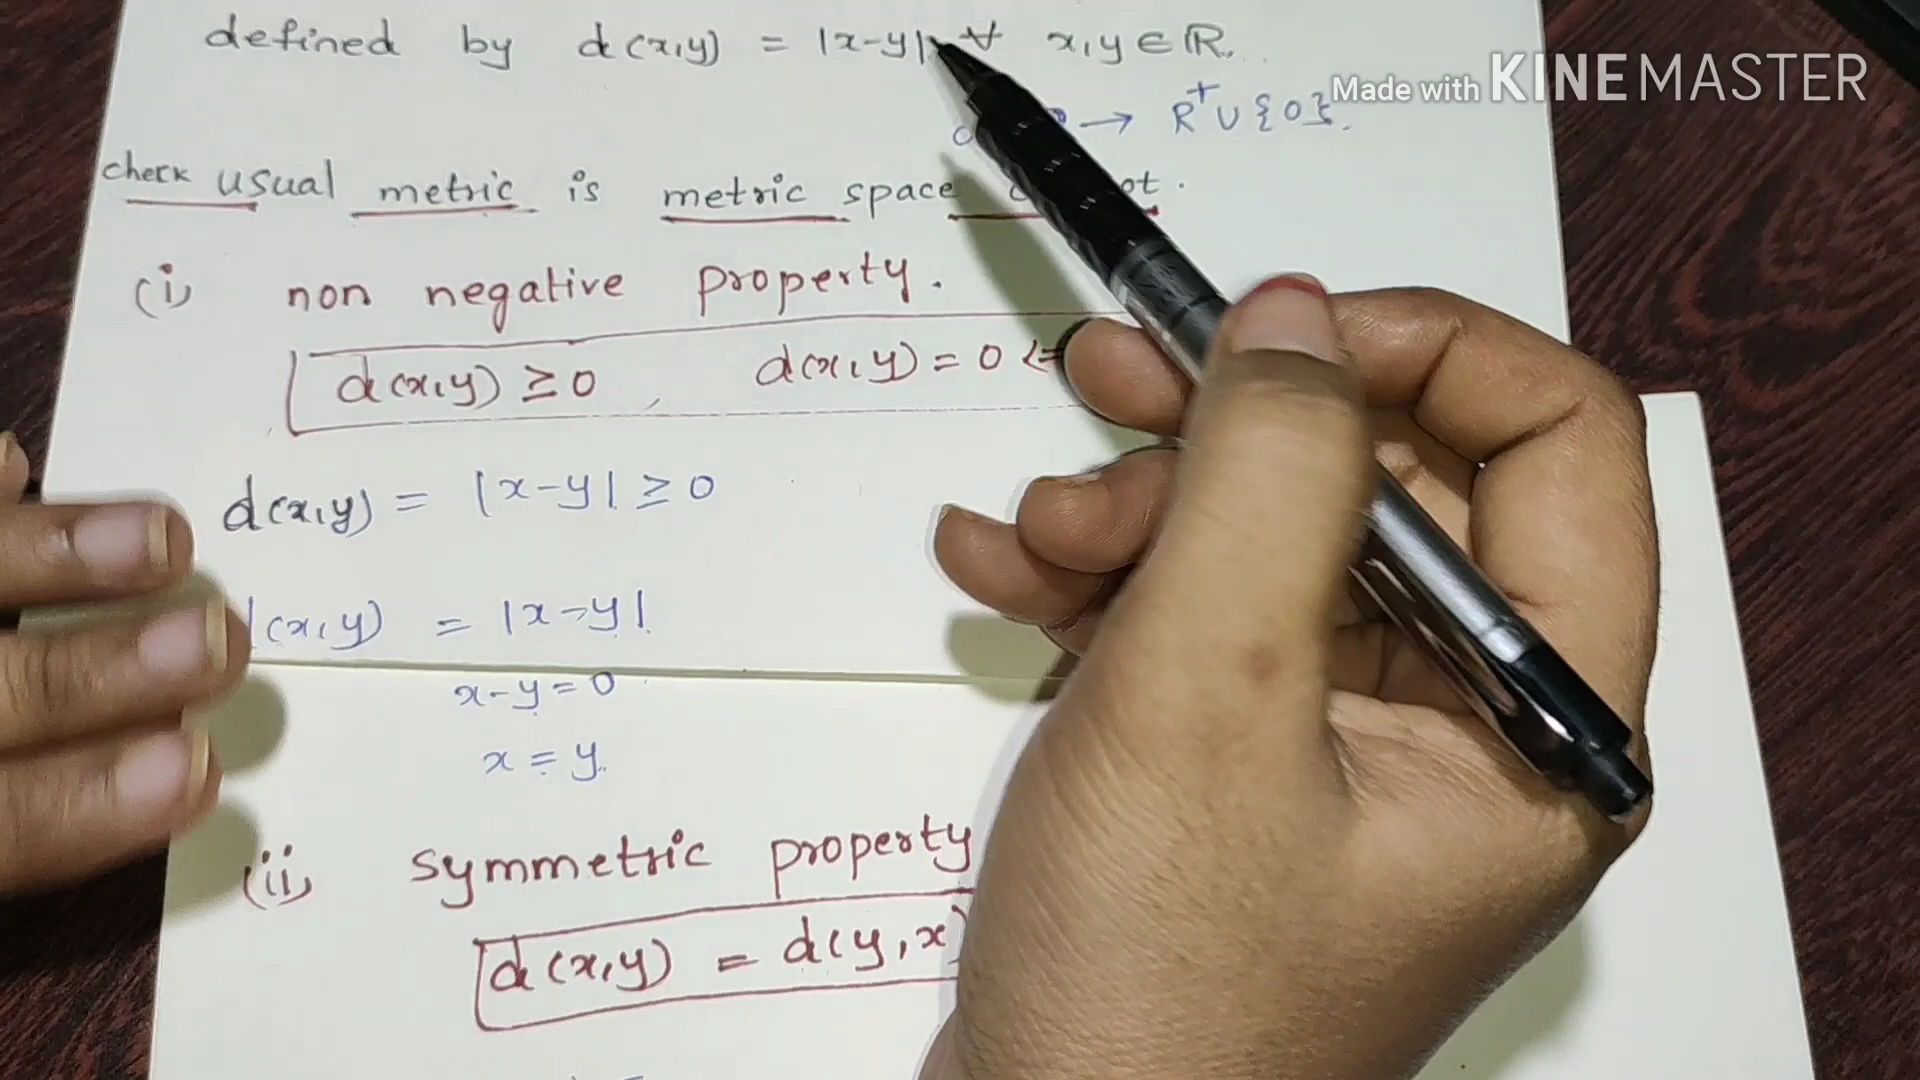 defined by d(x,y) = |x-y| ∀ x,y ∈ ℝ.
Made with KINEMASTER
→ R⁺ ∪ {0}.
check usual metric is metric space
(i) non negative property.
d(x,y) ≥ 0, d(x,y) = 0
d(x,y) = |x-y| ≥ 0
(x,y) = |x-y|
x-y = 0
x = y.
(ii) symmetric property
d(x,y) = d(y,x)